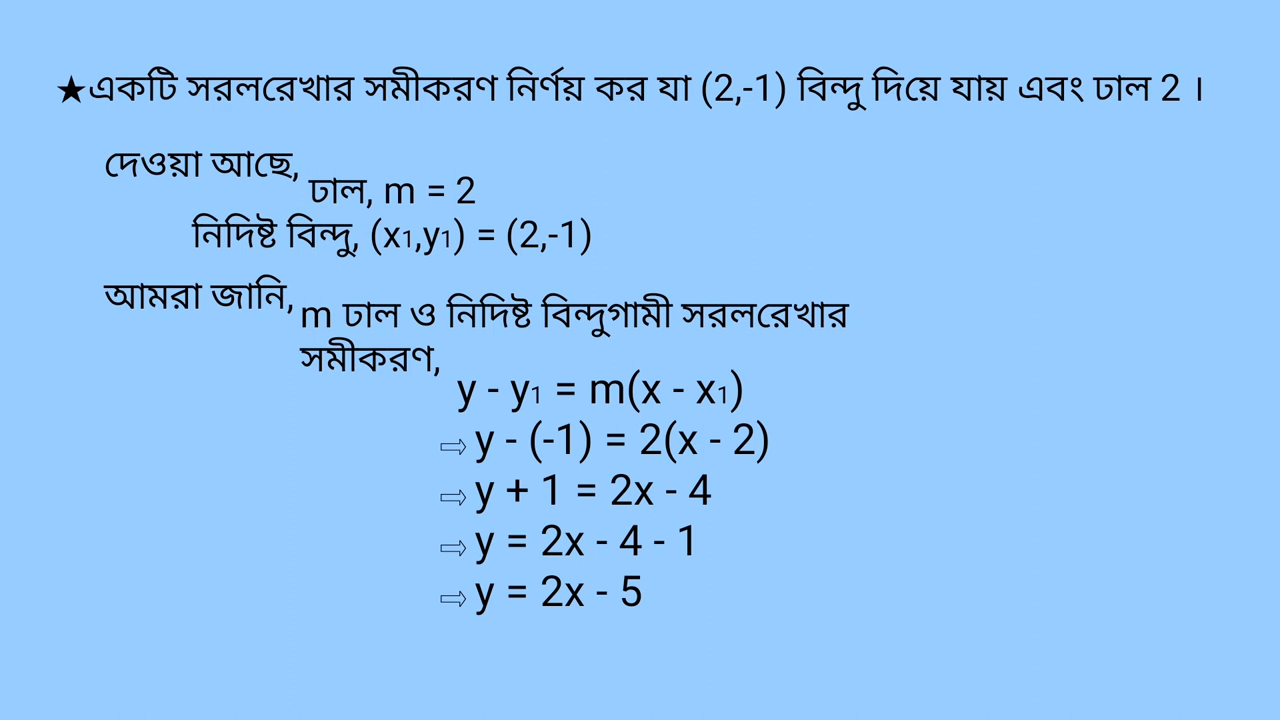 ★একটি সরলরেখার সমীকরণ নির্ণয় কর যা (2,-1) বিন্দু দিয়ে যায় এবং ঢাল 2 ।
দেওয়া আছে,
ঢাল, m = 2
নিদিষ্ট বিন্দু, (x₁,y₁) = (2,-1)
আমরা জানি,
m ঢাল ও নিদিষ্ট বিন্দুগামী সরলরেখার
সমীকরণ,
y - y₁ = m(x - x₁)
⇨ y - (-1) = 2(x - 2)
⇨ y + 1 = 2x - 4
⇨ y = 2x - 4 - 1
⇨ y = 2x - 5